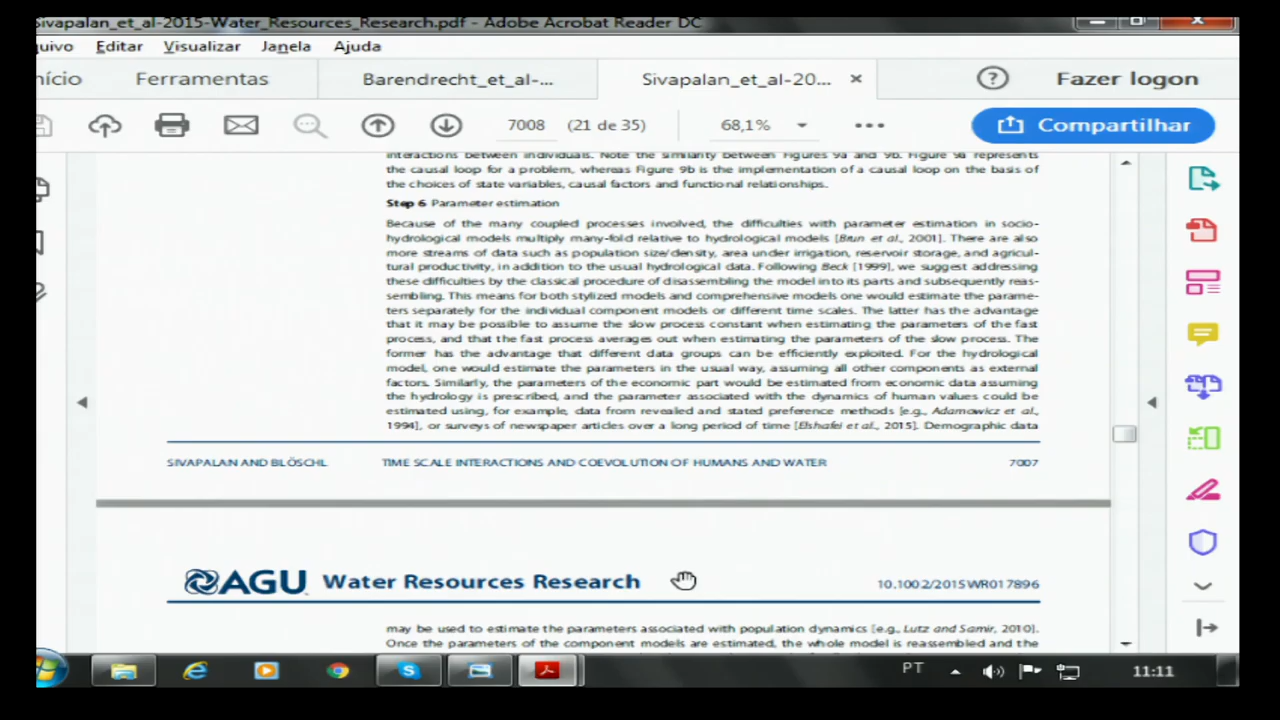 Sivapalan_et_al-2015-Water_Resources_Research.pdf - Adobe Acrobat Reader DC
quivo Editar Visualizar Janela Ajuda
nício Ferramentas Barendrecht_et_al-... Sivapalan_et_al-20... × ? Fazer logon
7008 (21 de 35) 68,1% ••• Compartilhar
interactions between individuals. Note the similarity between Figures 9a and 9b. Figure 9a represents
the causal loop for a problem, whereas Figure 9b is the implementation of a causal loop on the basis of
the choices of state variables, causal factors and functional relationships.
Step 6 Parameter estimation
Because of the many coupled processes involved, the difficulties with parameter estimation in socio-
hydrological models multiply many-fold relative to hydrological models [Brun et al., 2001]. There are also
more streams of data such as population size/density, area under irrigation, reservoir storage, and agricul-
tural productivity, in addition to the usual hydrological data. Following Beck [1999], we suggest addressing
these difficulties by the classical procedure of disassembling the model into its parts and subsequently reas-
sembling. This means for both stylized models and comprehensive models one would estimate the parame-
ters separately for the individual component models or different time scales. The latter has the advantage
that it may be possible to assume the slow process constant when estimating the parameters of the fast
process, and that the fast process averages out when estimating the parameters of the slow process. The
former has the advantage that different data groups can be efficiently exploited. For the hydrological
model, one would estimate the parameters in the usual way, assuming all other components as external
factors. Similarly, the parameters of the economic part would be estimated from economic data assuming
the hydrology is prescribed, and the parameter associated with the dynamics of human values could be
estimated using, for example, data from revealed and stated preference methods [e.g., Adamowicz et al.,
1994], or surveys of newspaper articles over a long period of time [Elshafei et al., 2015]. Demographic data
SIVAPALAN AND BLÖSCHL TIME SCALE INTERACTIONS AND COEVOLUTION OF HUMANS AND WATER 7007
AGU Water Resources Research 10.1002/2015WR017896
may be used to estimate the parameters associated with population dynamics [e.g., Lutz and Samir, 2010].
Once the parameters of the component models are estimated, the whole model is reassembled and the
PT 11:11